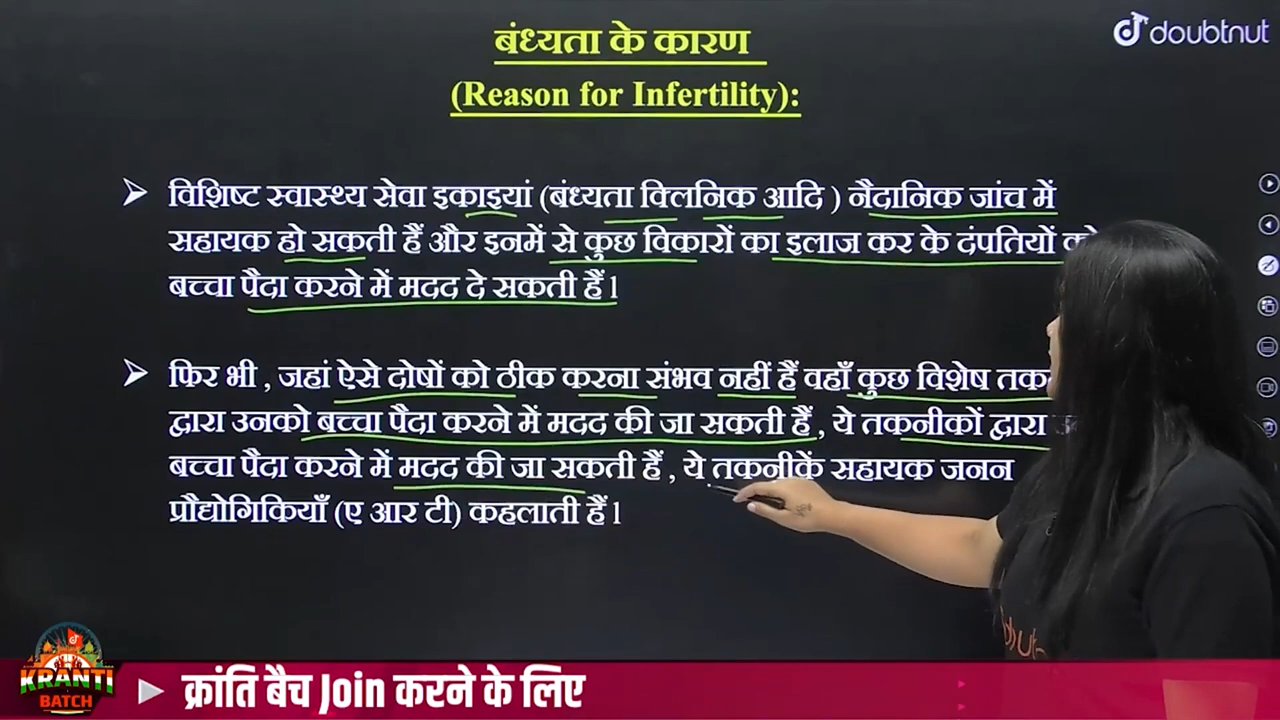 बंध्यता के कारण
doubtnut
(Reason for Infertility):
विशिष्ट स्वास्थ्य सेवा इकाइयां (बंध्यता क्लिनिक आदि ) नैदानिक जांच में
सहायक हो सकती हैं और इनमें से कुछ विकारों का इलाज कर के दंपतियों को
बच्चा पैदा करने में मदद दे सकती हैं l
फिर भी , जहां ऐसे दोषों को ठीक करना संभव नहीं हैं वहाँ कुछ विशेष
द्वारा उनको बच्चा पैदा करने में मदद की जा सकती हैं , ये तकनीकों द्वारा
बच्चा पैदा करने में मदद की जा सकती हैं , ये तकनीकें सहायक जनन
प्रौद्योगिकियाँ (ए आर टी) कहलाती हैं l
KRANTI
BATCH
क्रांति बैच Join करने के लिए